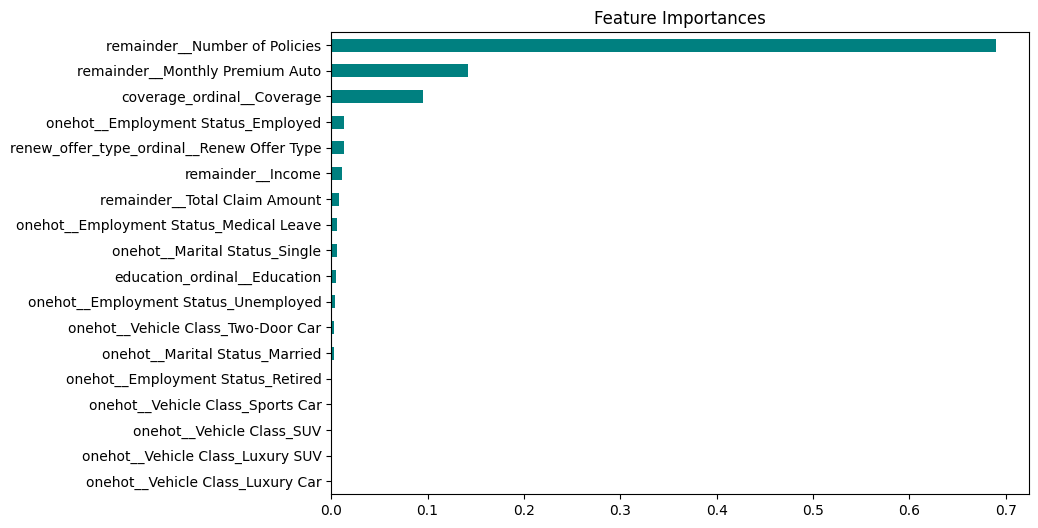 Feature Importances
remainder__Number of Policies
remainder__Monthly Premium Auto
coverage_ordinal__Coverage
onehot__Employment Status_Employed
renew_offer_type_ordinal__Renew Offer Type
remainder__Income
remainder__Total Claim Amount
onehot__Employment Status_Medical Leave
onehot__Marital Status_Single
education_ordinal__Education
onehot__Employment Status_Unemployed
onehot__Vehicle Class_Two-Door Car
onehot__Marital Status_Married
onehot__Employment Status_Retired
onehot__Vehicle Class_Sports Car
onehot__Vehicle Class_SUV
onehot__Vehicle Class_Luxury SUV
onehot__Vehicle Class_Luxury Car
0.0 0.1 0.2 0.3 0.4 0.5 0.6 0.7